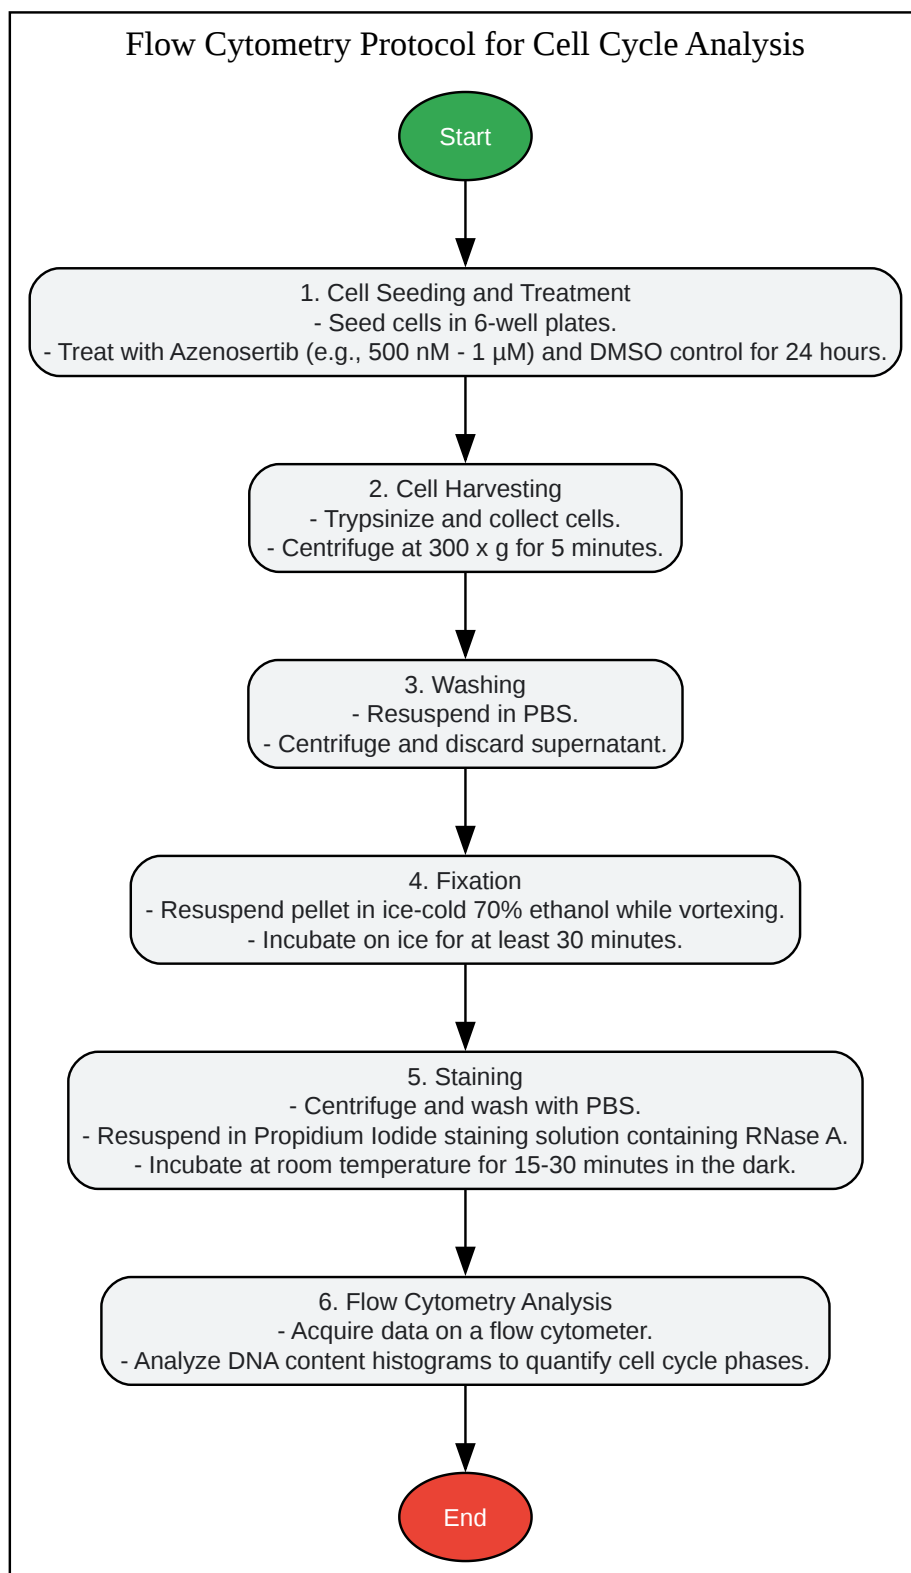 Flow Cytometry Protocol for Cell Cycle Analysis
Start
1. Cell Seeding and Treatment
- Seed cells in 6-well plates.
- Treat with Azenosertib (e.g., 500 nM - 1 µM) and DMSO control for 24 hours.
2. Cell Harvesting
- Trypsinize and collect cells.
- Centrifuge at 300 x g for 5 minutes.
3. Washing
- Resuspend in PBS.
- Centrifuge and discard supernatant.
4. Fixation
- Resuspend pellet in ice-cold 70% ethanol while vortexing.
- Incubate on ice for at least 30 minutes.
5. Staining
- Centrifuge and wash with PBS.
- Resuspend in Propidium Iodide staining solution containing RNase A.
- Incubate at room temperature for 15-30 minutes in the dark.
6. Flow Cytometry Analysis
- Acquire data on a flow cytometer.
- Analyze DNA content histograms to quantify cell cycle phases.
End